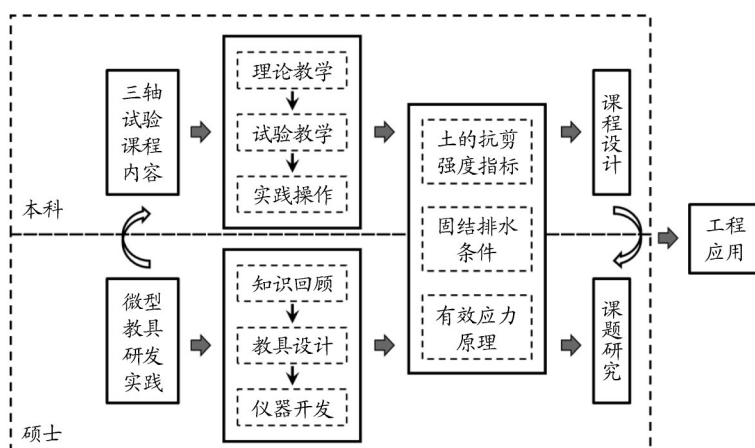 三轴
试验
课程
内容
理论教学
试验教学
实践操作
土的抗剪
强度指标
固结排水
条件
有效应力
原理
课程设计
本科
工程
应用
微型
教具
研发
实践
知识回顾
教具设计
仪器开发
课题研究
硕士